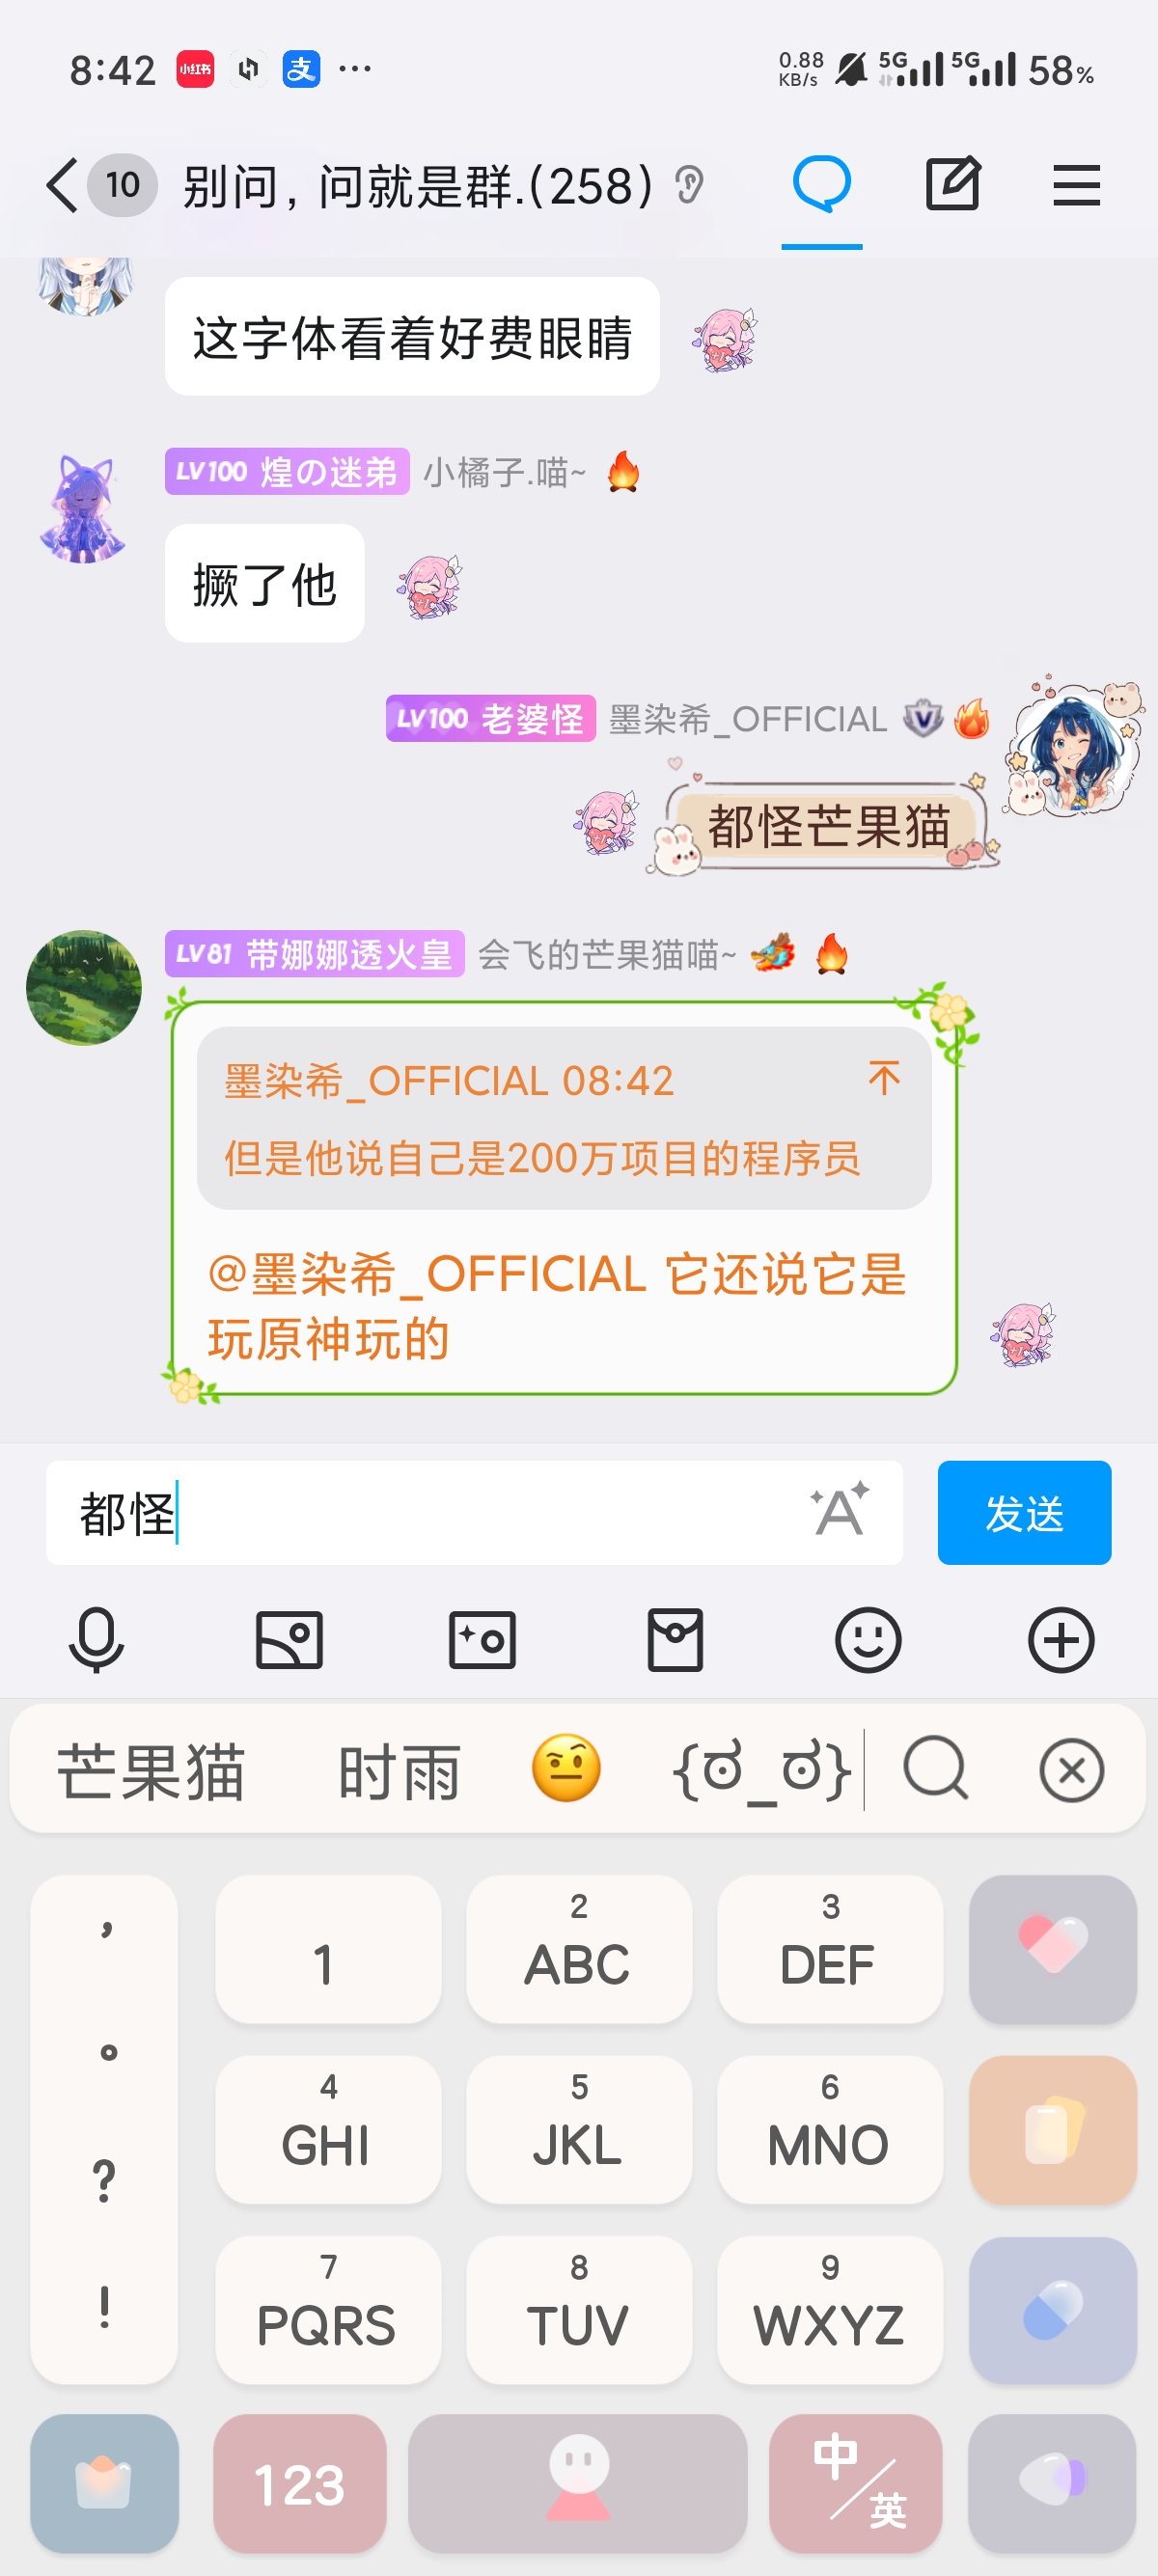 8:42 小红书 支 ··· 0.88 KB/s 5G 5G 58%
10 别问，问就是群.(258)
这字体看着好费眼睛
LV100 煌の迷弟 小橘子.喵~
撅了他
LV100 老婆怪 墨染希_OFFICIAL V
都怪芒果猫
LV81 带娜娜透火皇 会飞的芒果猫喵~
墨染希_OFFICIAL 08:42
但是他说自己是200万项目的程序员
@墨染希_OFFICIAL 它还说它是
玩原神玩的
都怪 A 发送
芒果猫 时雨 {ಠ_ಠ}
，
1
2
ABC
3
DEF
。
4
GHI
5
JKL
6
MNO
？
7
PQRS
8
TUV
9
WXYZ
！
123
中/英